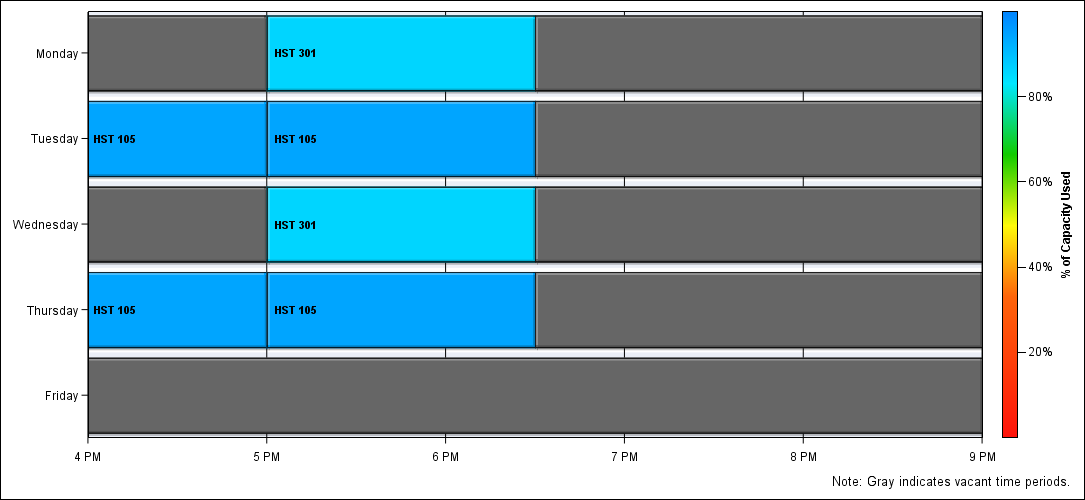 Monday
HST 301
Tuesday
HST 105 HST 105
Wednesday
HST 301
Thursday
HST 105 HST 105
Friday
4 PM 5 PM 6 PM 7 PM 8 PM 9 PM
80%
60%
40%
20%
% of Capacity Used
Note: Gray indicates vacant time periods.